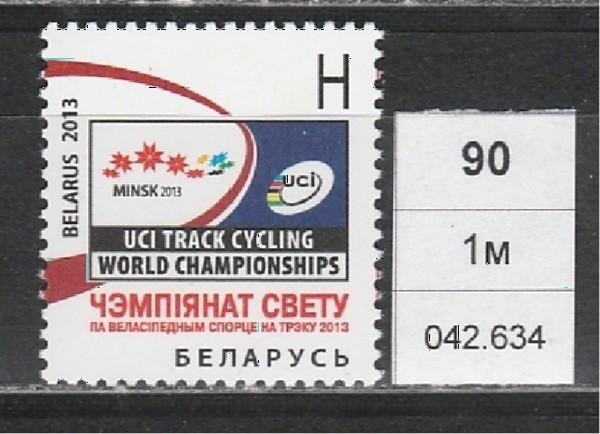 H
BELARUS 2013
MINSK 2013
uci
UCI TRACK CYCLING
WORLD CHAMPIONSHIPS
ЧЭМПІЯНАТ СВЕТУ
ПА ВЕЛАСІПЕДНЫМ СПОРЦЕ НА ТРЭКУ 2013
БЕЛАРУСЬ
90
1м
042.634